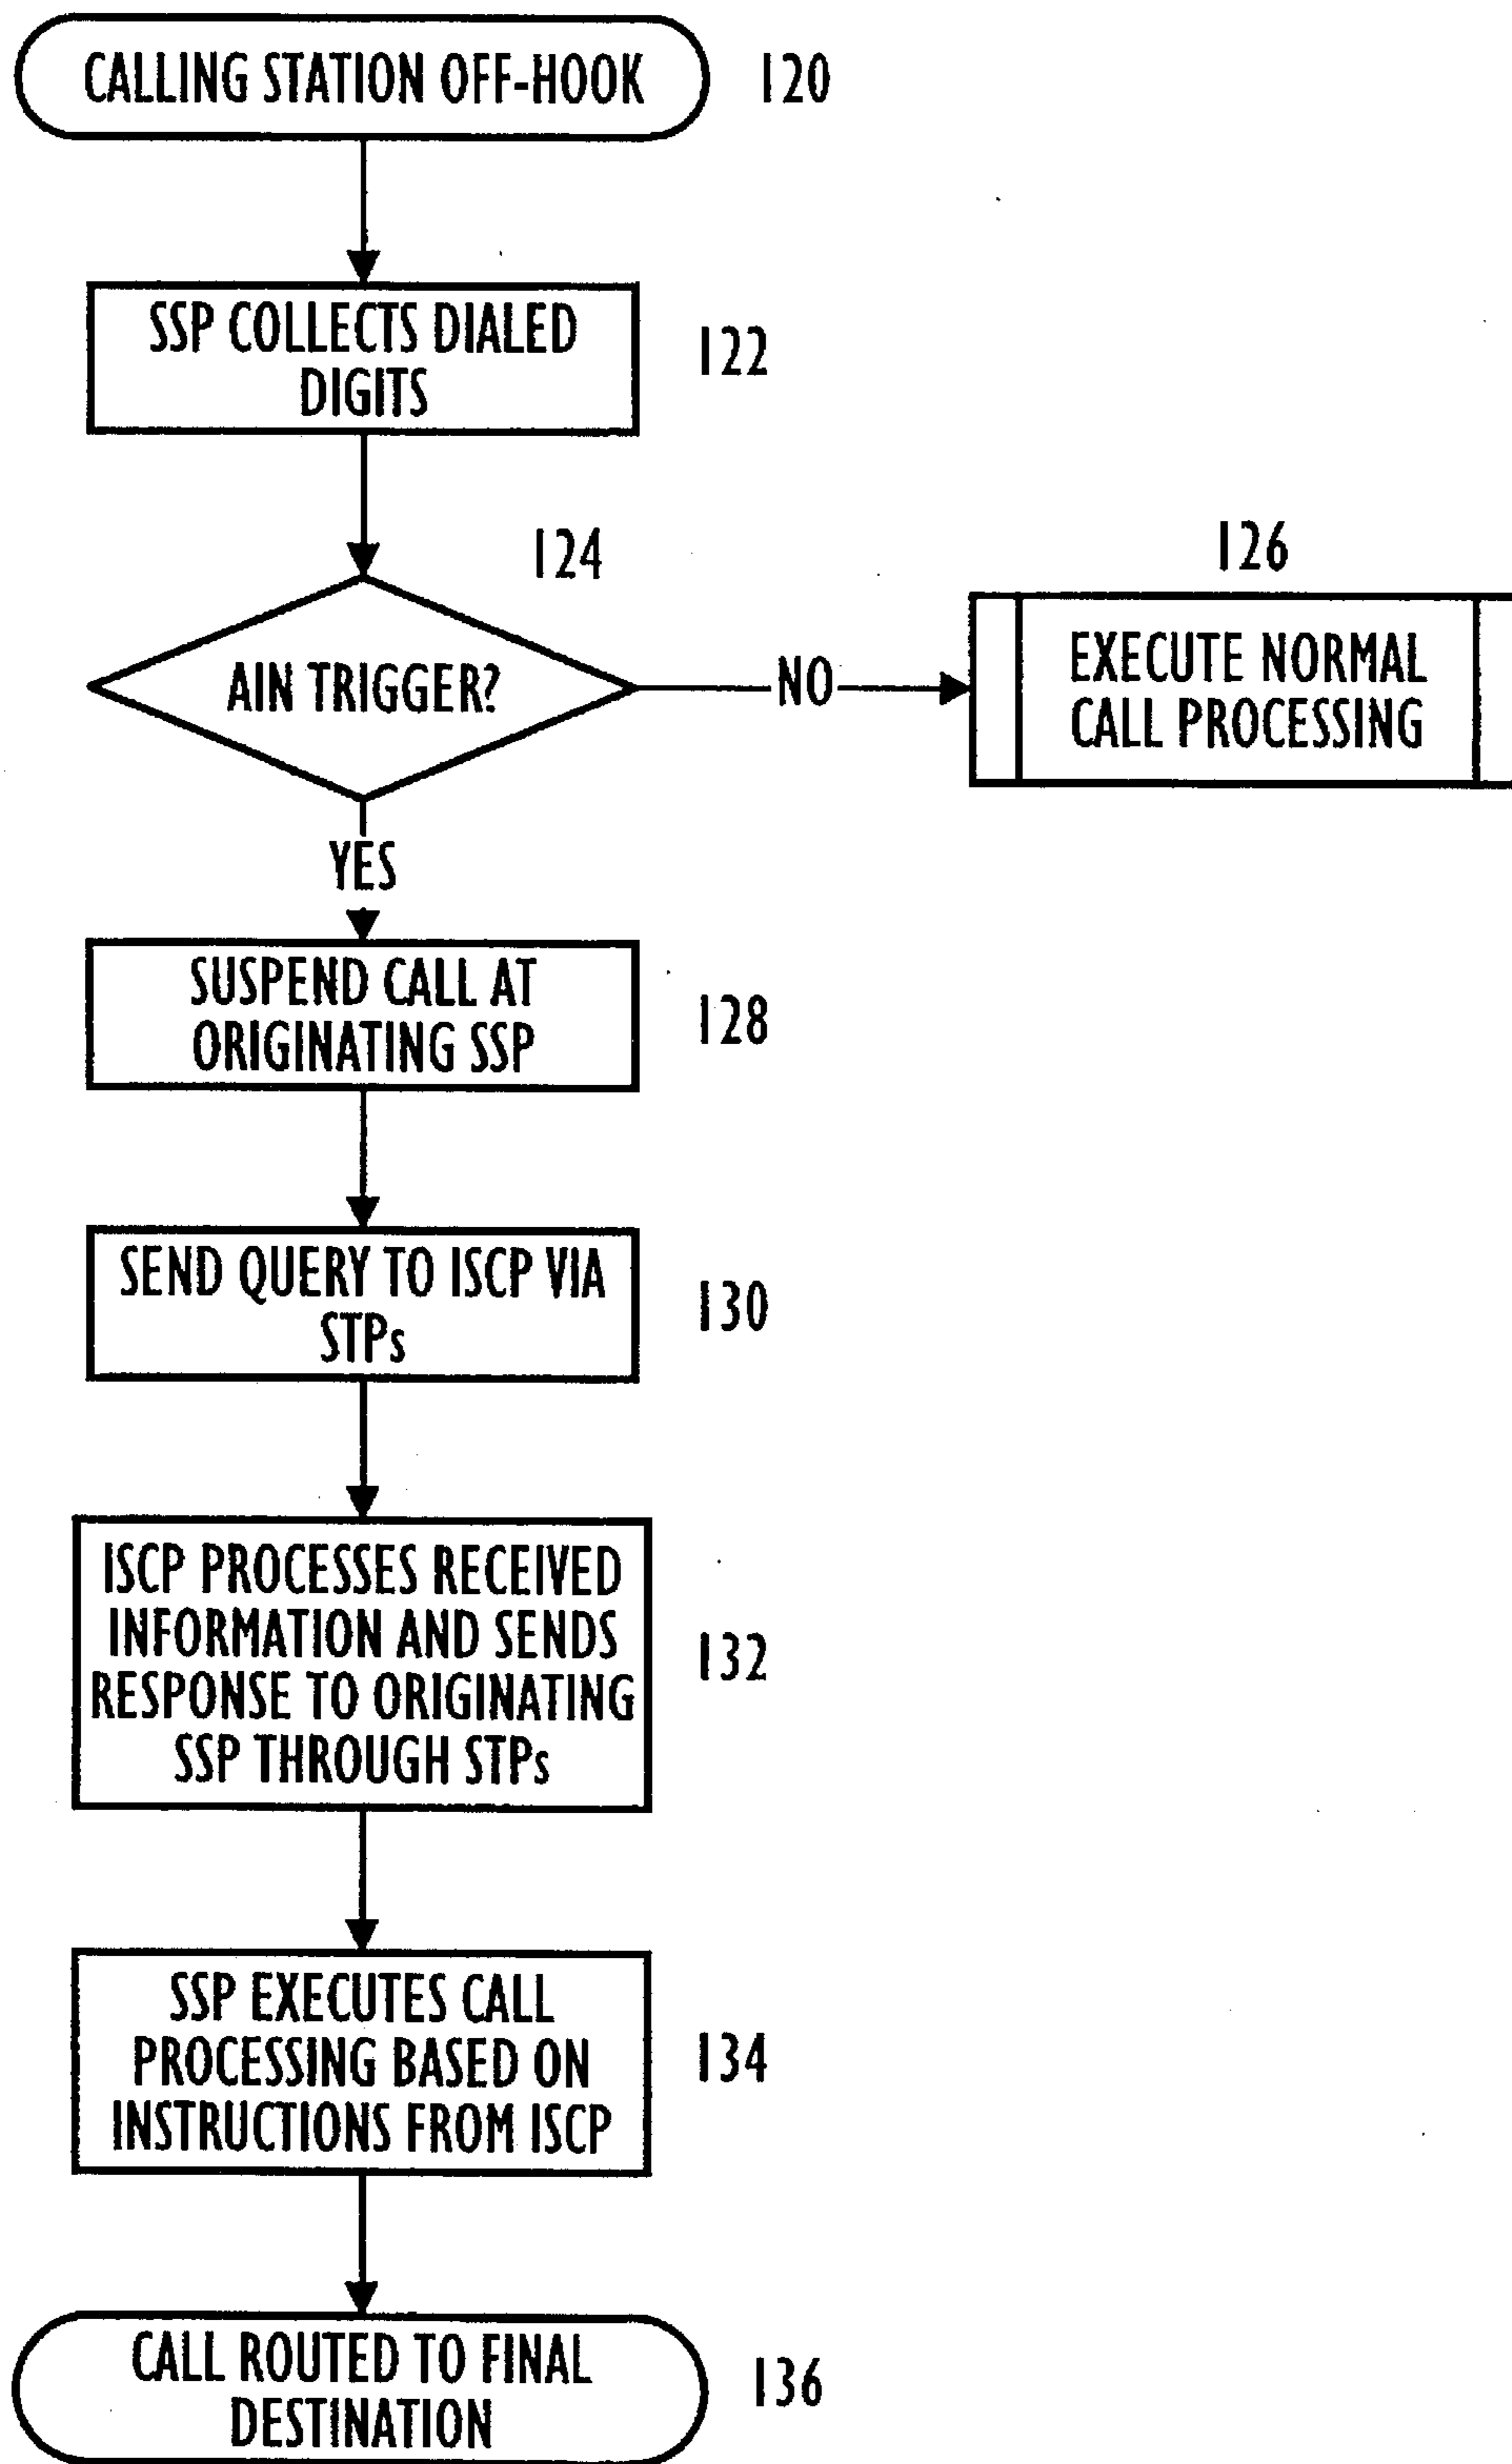 CALLING STATION OFF-HOOK
120
SSP COLLECTS DIALED
DIGITS
122
124
AIN TRIGGER?
NO
126
EXECUTE NORMAL
CALL PROCESSING
YES
SUSPEND CALL AT
ORIGINATING SSP
128
SEND QUERY TO ISCP VIA
STPs
130
ISCP PROCESSES RECEIVED
INFORMATION AND SENDS
RESPONSE TO ORIGINATING
SSP THROUGH STPs
132
SSP EXECUTES CALL
PROCESSING BASED ON
INSTRUCTIONS FROM ISCP
134
CALL ROUTED TO FINAL
DESTINATION
136